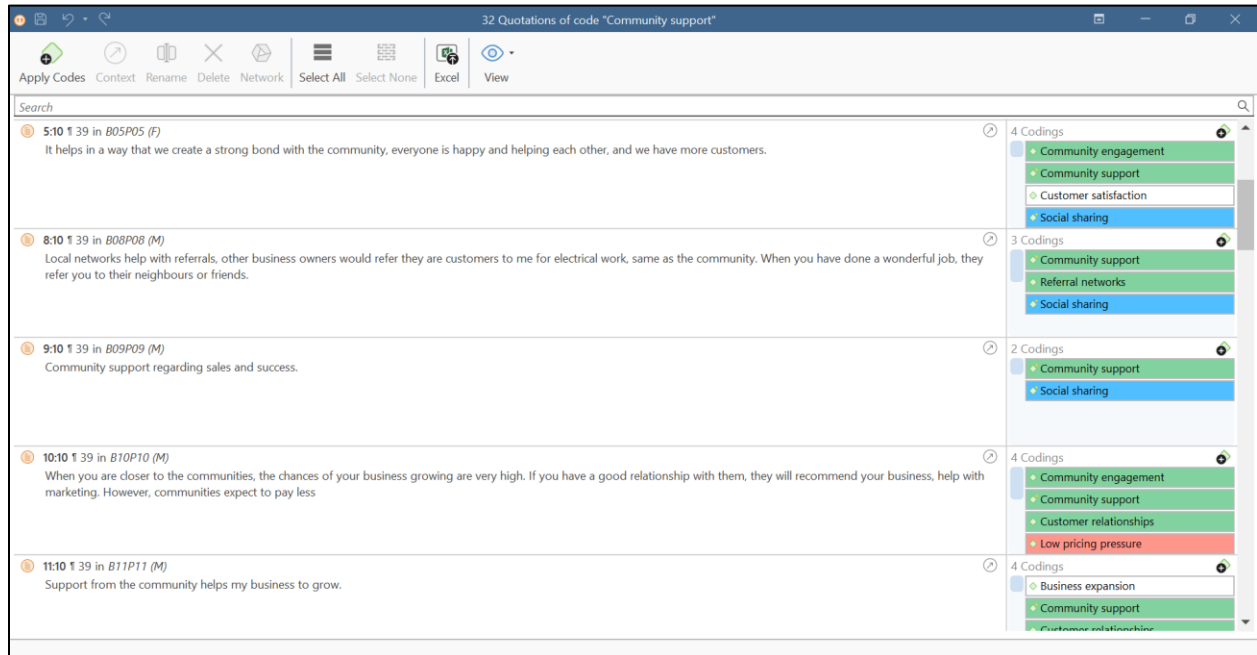 32 Quotations of code "Community support"
Apply Codes Context Rename Delete Network Select All Select None Excel View
Search
5:10 ¶ 39 in B05P05 (F)
It helps in a way that we create a strong bond with the community, everyone is happy and helping each other, and we have more customers.
4 Codings
Community engagement
Community support
Customer satisfaction
Social sharing
8:10 ¶ 39 in B08P08 (M)
Local networks help with referrals, other business owners would refer they are customers to me for electrical work, same as the community. When you have done a wonderful job, they
refer you to their neighbours or friends.
3 Codings
Community support
Referral networks
Social sharing
9:10 ¶ 39 in B09P09 (M)
Community support regarding sales and success.
2 Codings
Community support
Social sharing
10:10 ¶ 39 in B10P10 (M)
When you are closer to the communities, the chances of your business growing are very high. If you have a good relationship with them, they will recommend your business, help with
marketing. However, communities expect to pay less
4 Codings
Community engagement
Community support
Customer relationships
Low pricing pressure
11:10 ¶ 39 in B11P11 (M)
Support from the community helps my business to grow.
4 Codings
Business expansion
Community support
Customer relationships